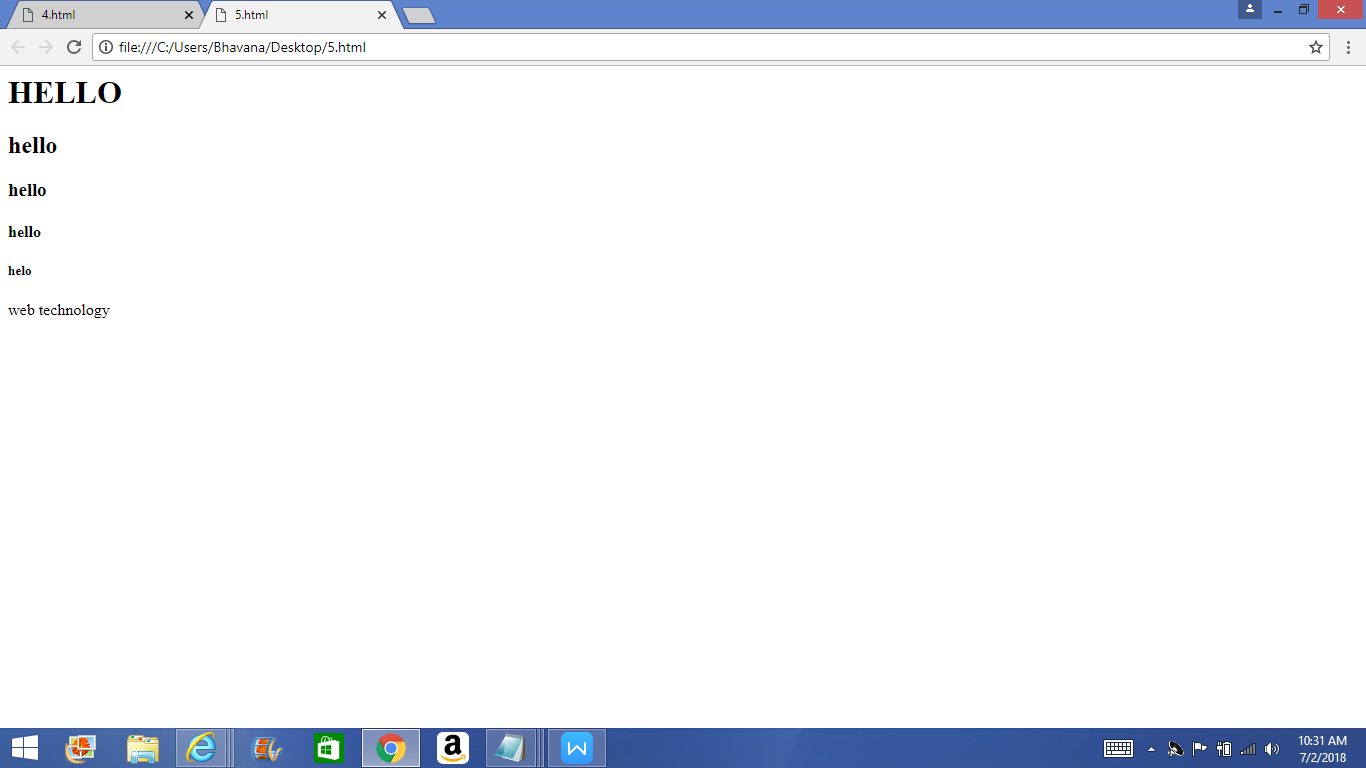 4.html
5.html
file:///C:/Users/Bhavana/Desktop/5.html
HELLO
hello
hello
hello
helo
web technology
10:31 AM
7/2/2018